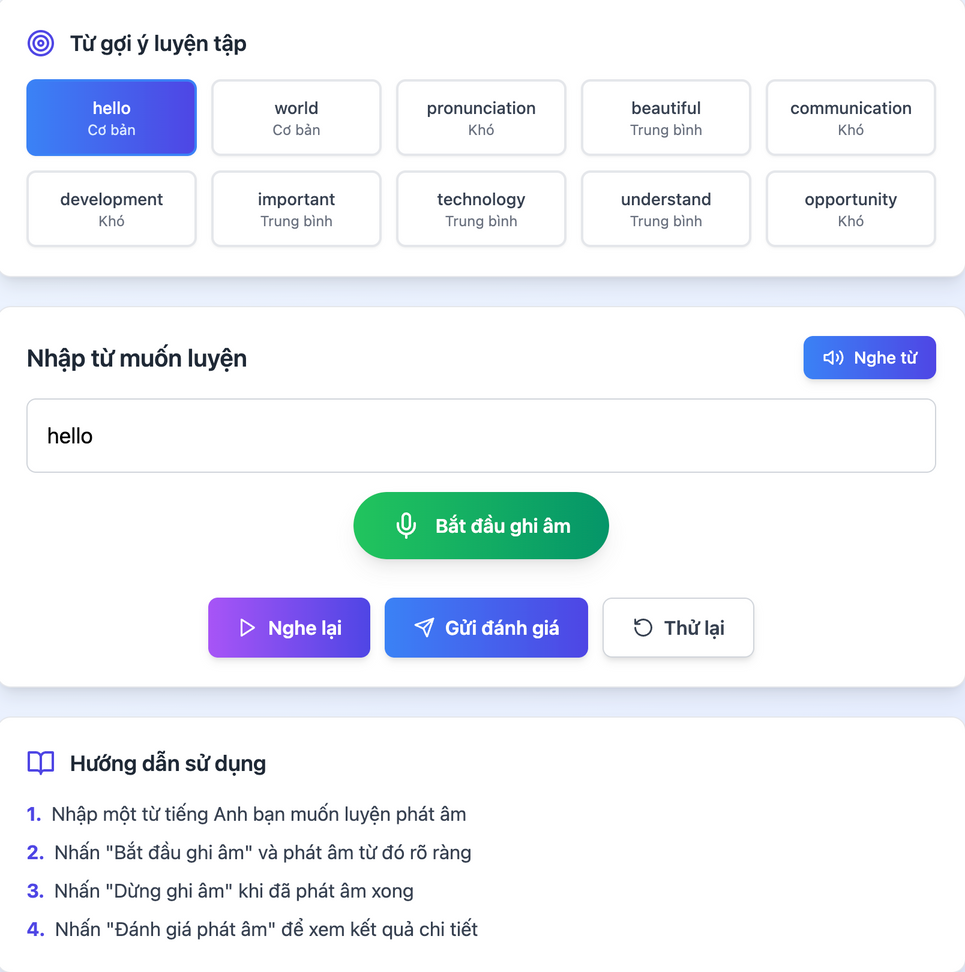 Từ gợi ý luyện tập
hello
Cơ bản
world
Cơ bản
pronunciation
Khó
beautiful
Trung bình
communication
Khó
development
Khó
important
Trung bình
technology
Trung bình
understand
Trung bình
opportunity
Khó
Nhập từ muốn luyện
Nghe từ
hello
Bắt đầu ghi âm
Nghe lại
Gửi đánh giá
Thử lại
Hướng dẫn sử dụng
1. Nhập một từ tiếng Anh bạn muốn luyện phát âm
2. Nhấn "Bắt đầu ghi âm" và phát âm từ đó rõ ràng
3. Nhấn "Dừng ghi âm" khi đã phát âm xong
4. Nhấn "Đánh giá phát âm" để xem kết quả chi tiết